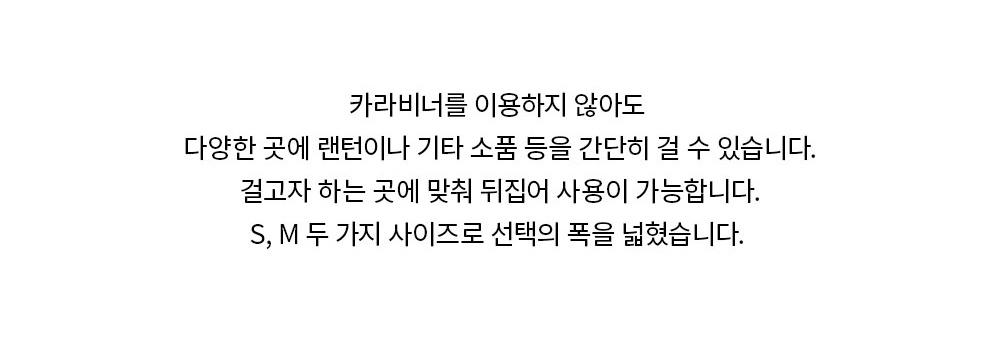 카라비너를 이용하지 않아도
다양한 곳에 랜턴이나 기타 소품 등을 간단히 걸 수 있습니다.
걸고자 하는 곳에 맞춰 뒤집어 사용이 가능합니다.
S, M 두 가지 사이즈로 선택의 폭을 넓혔습니다.